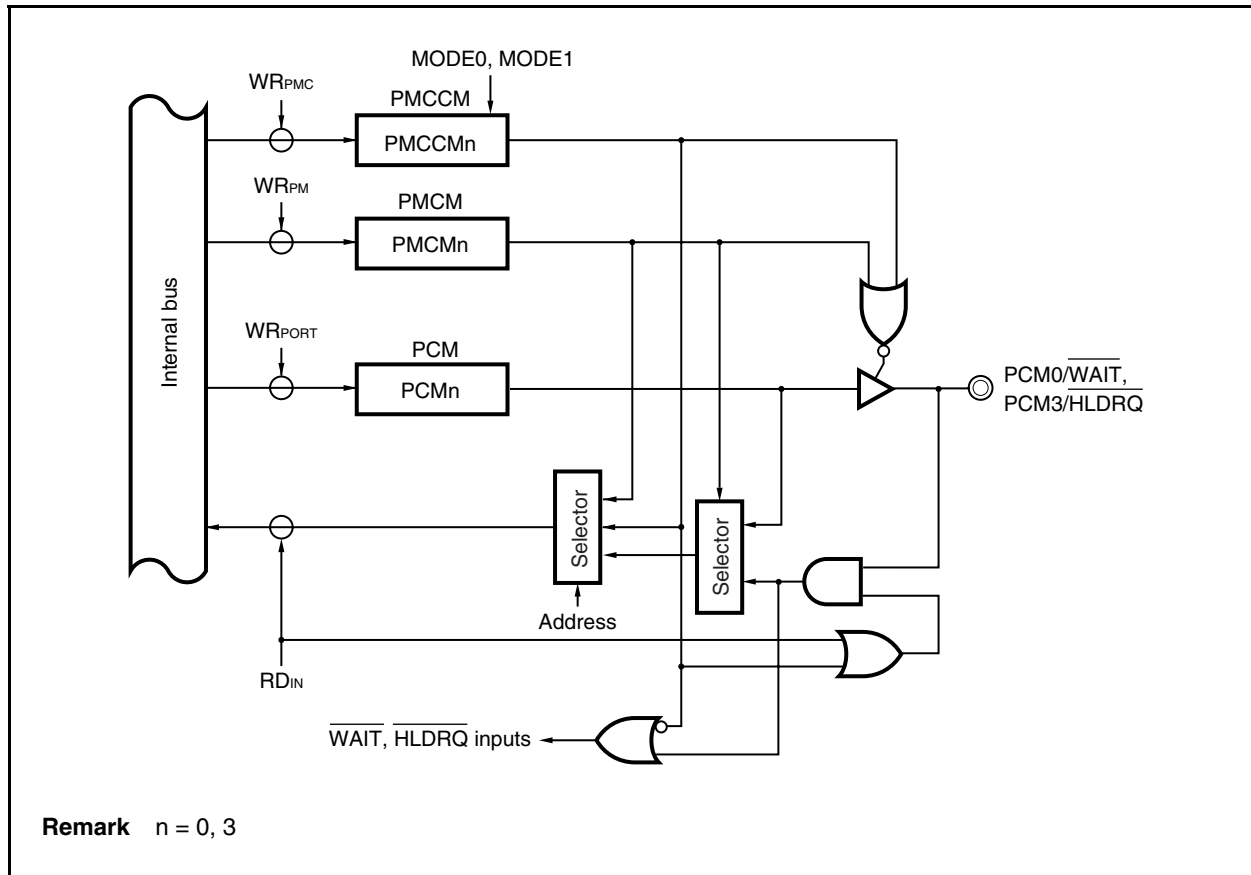 MODE0, MODE1
WRPMC
PMCCM
PMCCMn
WRPM
PMCM
PMCMn
Internal bus
WRPORT
PCM
PCMn
PCM0/WAIT,
PCM3/HLDRQ
Selector
Selector
Address
RDIN
WAIT, HLDRQ inputs
Remark n = 0, 3